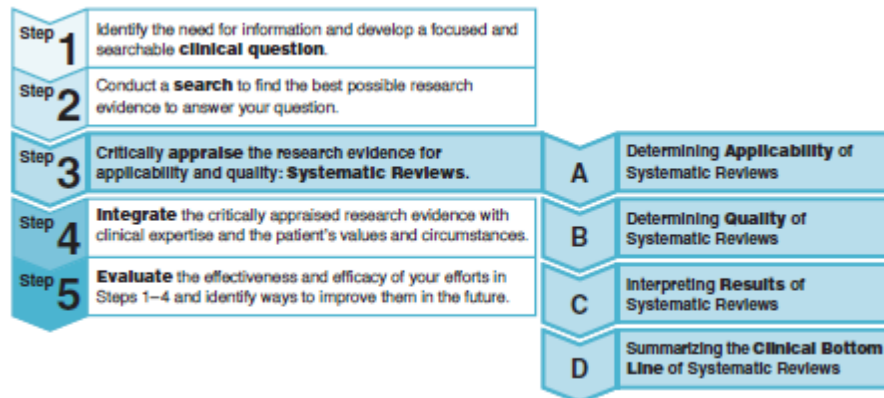 Step 1
Identify the need for information and develop a focused and
searchable clinical question.
Step 2
Conduct a search to find the best possible research
evidence to answer your question.
Step 3
Critically appraise the research evidence for
applicability and quality: Systematic Reviews.
A
Determining Applicability of
Systematic Reviews
B
Determining Quality of
Systematic Reviews
C
Interpreting Results of
Systematic Reviews
D
Summarizing the Clinical Bottom
Line of Systematic Reviews
Step 4
Integrate the critically appraised research evidence with
clinical expertise and the patient's values and circumstances.
Step 5
Evaluate the effectiveness and efficacy of your efforts in
Steps 1–4 and identify ways to improve them in the future.